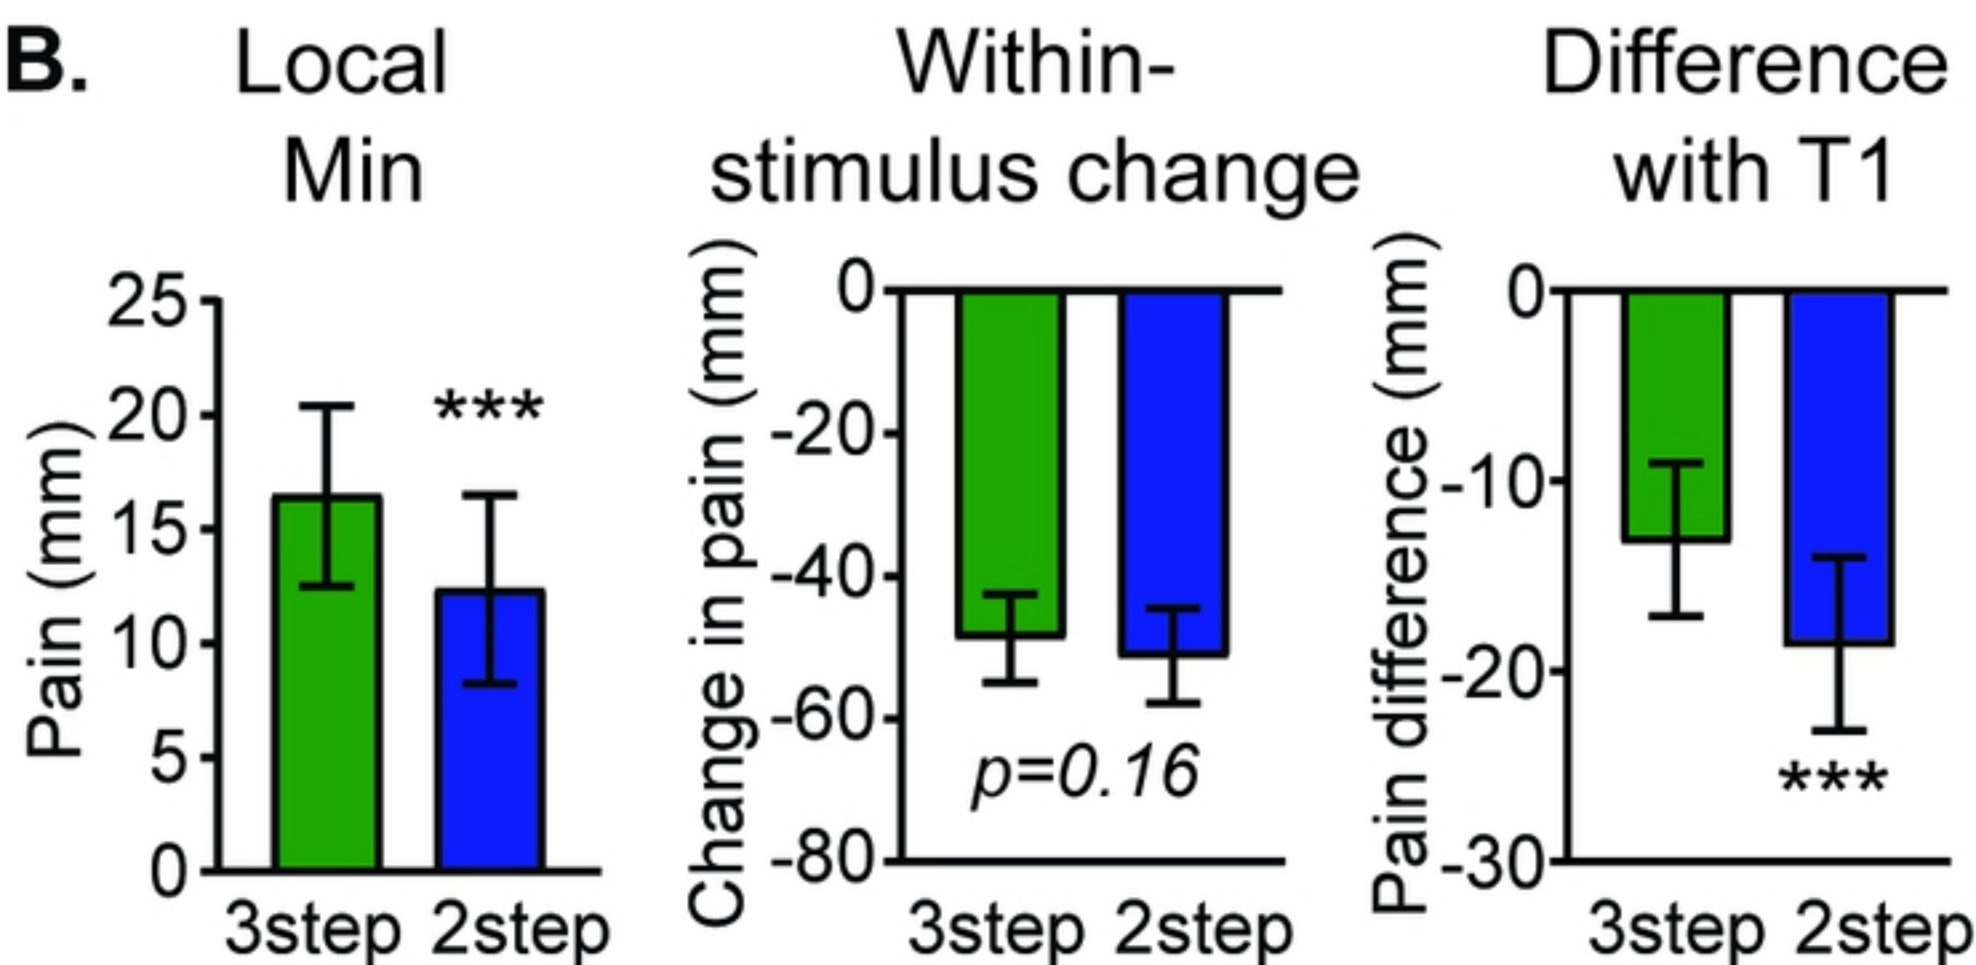 B.
Local
Min
Pain (mm)
25
20
15
10
5
0
***
3step 2step
Within-
stimulus change
Change in pain (mm)
0
-20
-40
-60
-80
p=0.16
3step 2step
Difference
with T1
Pain difference (mm)
0
-10
-20
-30
***
3step 2step